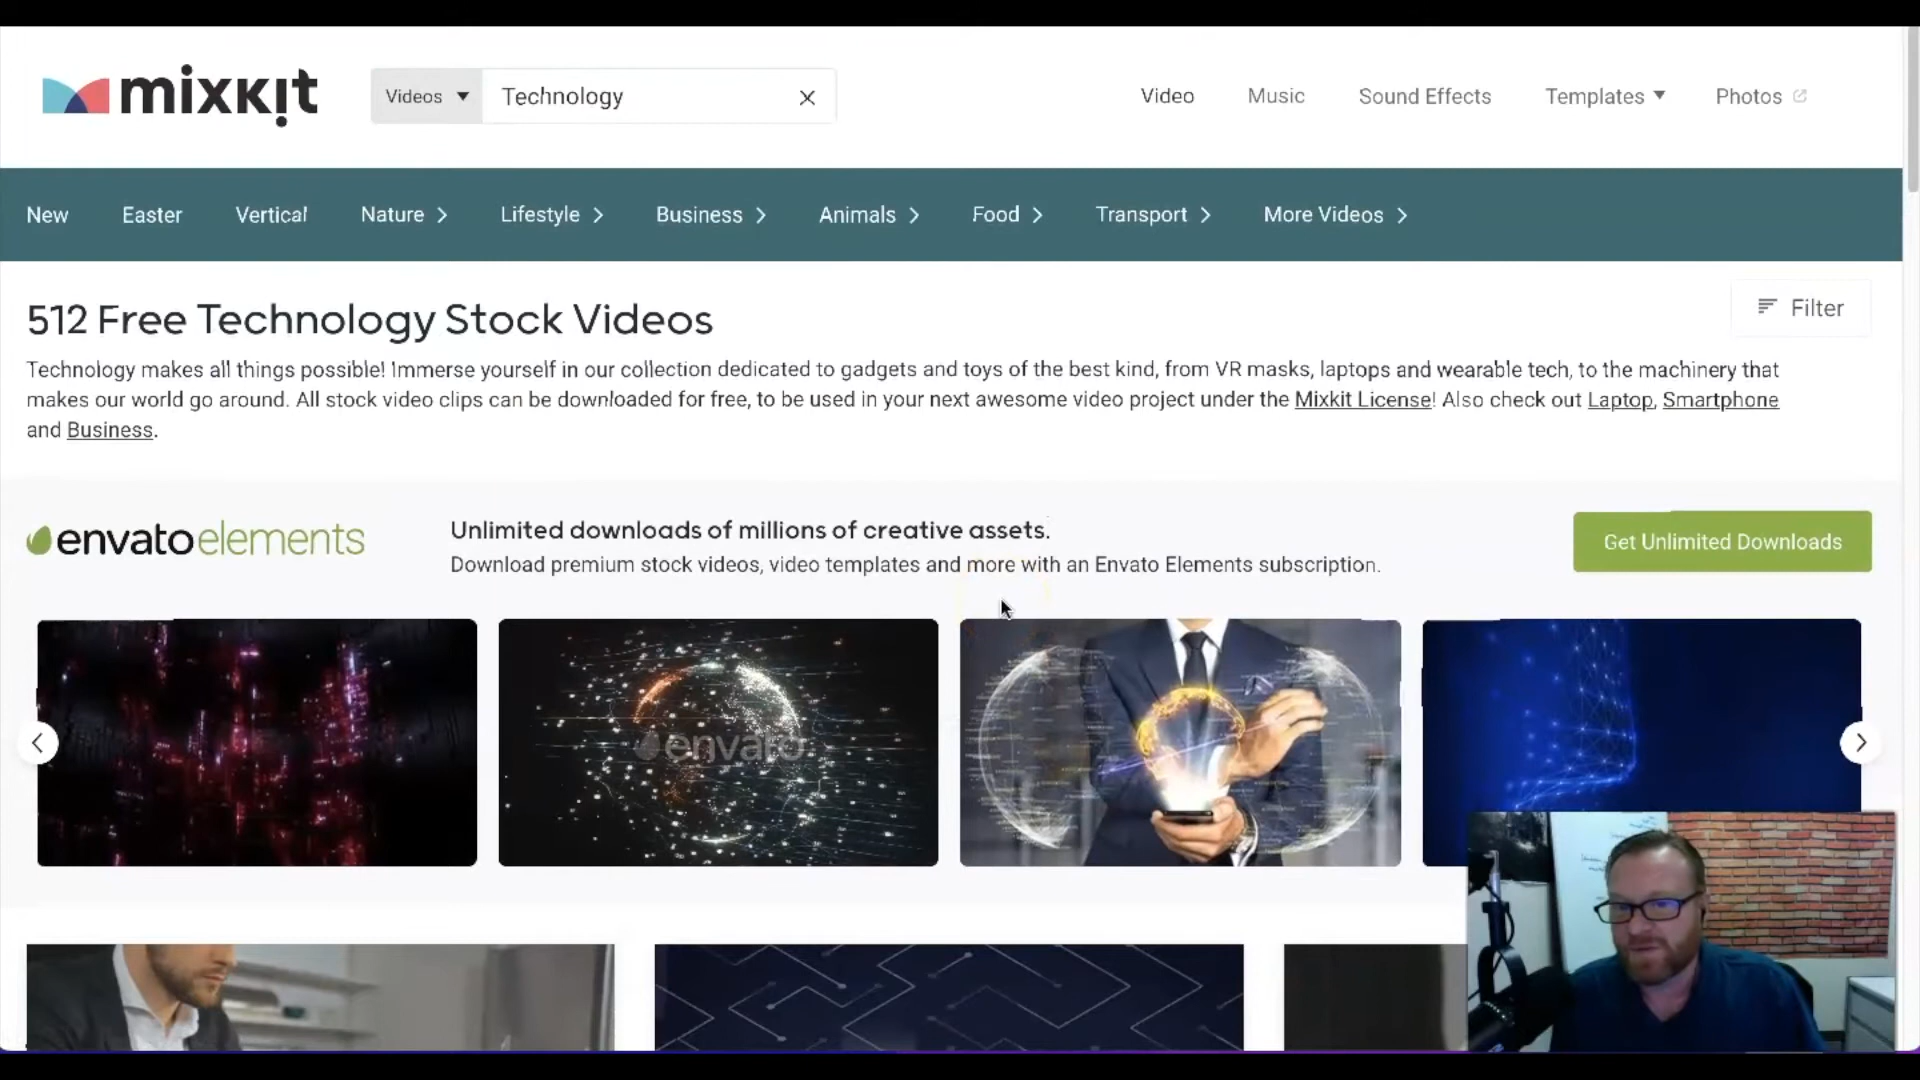 mixkit
Videos
Technology
Video
Music
Sound Effects
Templates
Photos
New
Easter
Vertical
Nature
Lifestyle
Business
Animals
Food
Transport
More Videos
512 Free Technology Stock Videos
Filter
Technology makes all things possible! Immerse yourself in our collection dedicated to gadgets and toys of the best kind, from VR masks, laptops and wearable tech, to the machinery that
makes our world go around. All stock video clips can be downloaded for free, to be used in your next awesome video project under the Mixkit License! Also check out Laptop, Smartphone
and Business.
envato elements
Unlimited downloads of millions of creative assets.
Download premium stock videos, video templates and more with an Envato Elements subscription.
Get Unlimited Downloads
envato